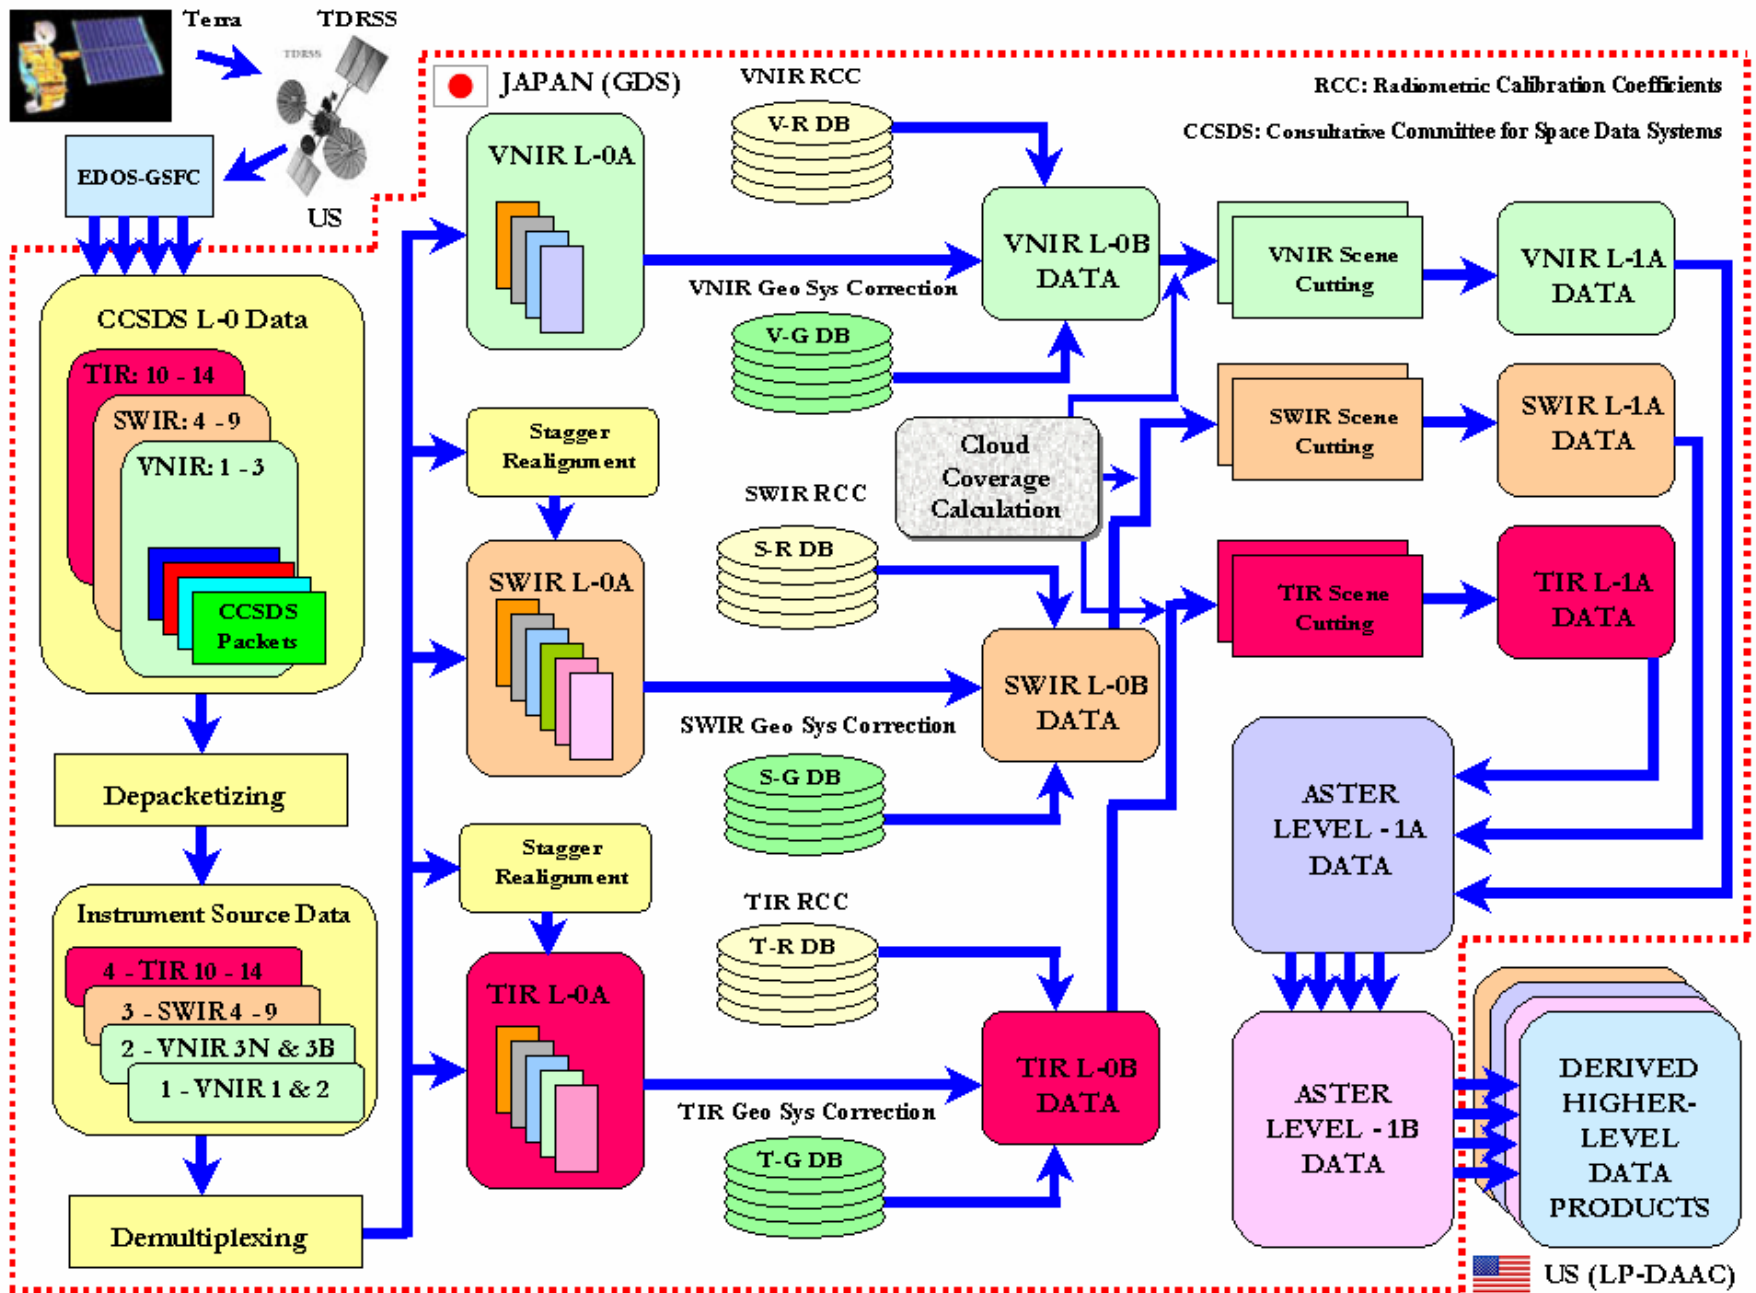 Terra
TDRSS
TDRSS
EDOS-GSFC
US
JAPAN (GDS)
RCC: Radiometric Calibration Coefficients
CCSDS: Consultative Committee for Space Data Systems
CCSDS L-0 Data
TIR: 10 - 14
SWIR: 4 - 9
VNIR: 1 - 3
CCSDS
Packets
Depacketizing
Instrument Source Data
4 - TIR 10 - 14
3 - SWIR 4 - 9
2 - VNIR 3N & 3B
1 - VNIR 1 & 2
Demultiplexing
VNIR L-0A
Stagger
Realignment
SWIR L-0A
Stagger
Realignment
TIR L-0A
VNIR RCC
V-R DB
VNIR Geo Sys Correction
V-G DB
SWIR RCC
S-R DB
SWIR Geo Sys Correction
S-G DB
TIR RCC
T-R DB
TIR Geo Sys Correction
T-G DB
VNIR L-0B
DATA
Cloud
Coverage
Calculation
SWIR L-0B
DATA
TIR L-0B
DATA
VNIR Scene
Cutting
VNIR L-1A
DATA
SWIR Scene
Cutting
SWIR L-1A
DATA
TIR Scene
Cutting
TIR L-1A
DATA
ASTER
LEVEL - 1A
DATA
ASTER
LEVEL - 1B
DATA
DERIVED
HIGHER-
LEVEL
DATA
PRODUCTS
US (LP-DAAC)